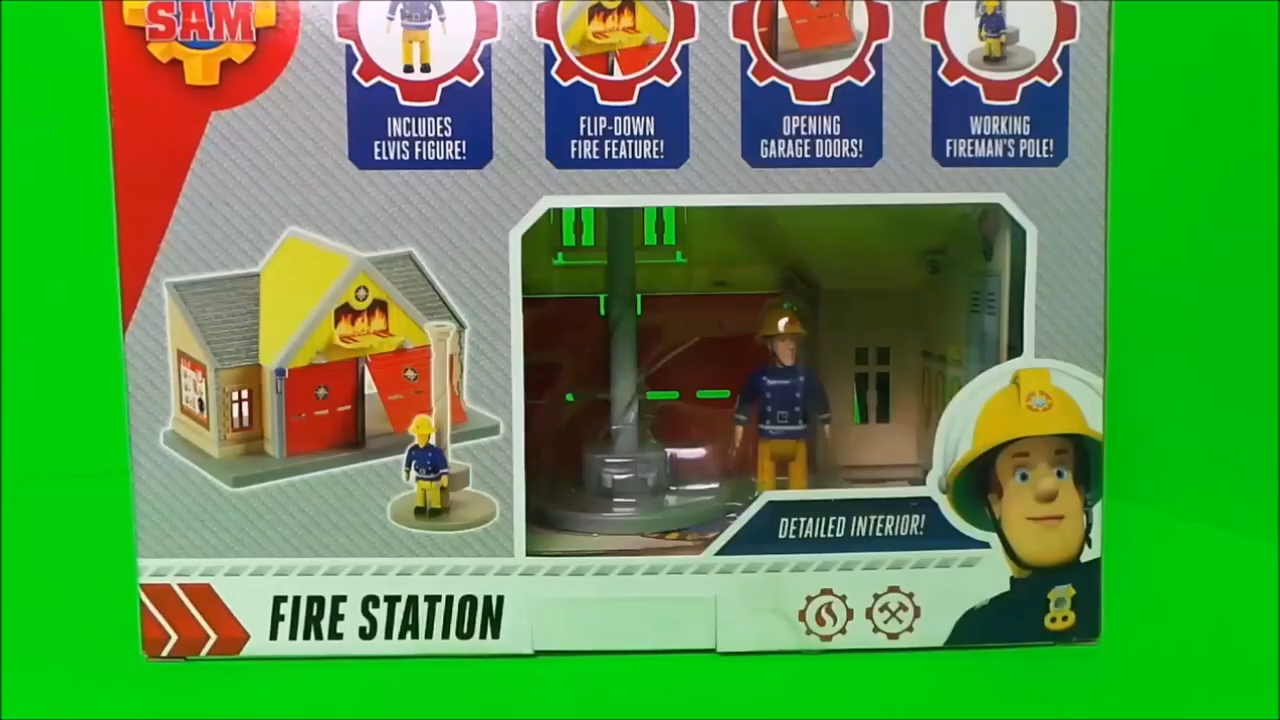 SAM
INCLUDES
ELVIS FIGURE!
FLIP-DOWN
FIRE FEATURE!
OPENING
GARAGE DOORS!
WORKING
FIREMAN'S POLE!
DETAILED INTERIOR!
FIRE STATION